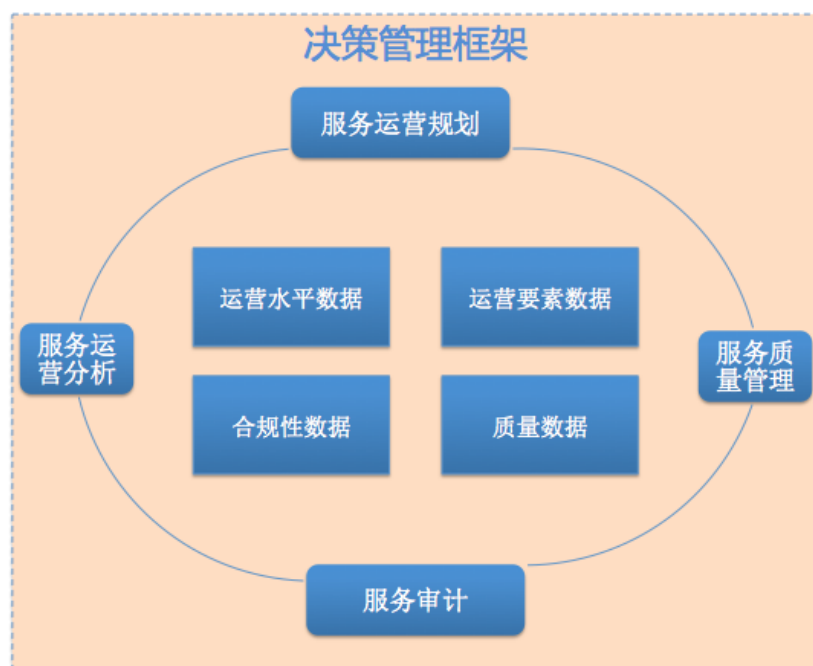 决策管理框架
服务运营规划
运营水平数据
运营要素数据
服务运
营分析
服务质
量管理
合规性数据
质量数据
服务审计